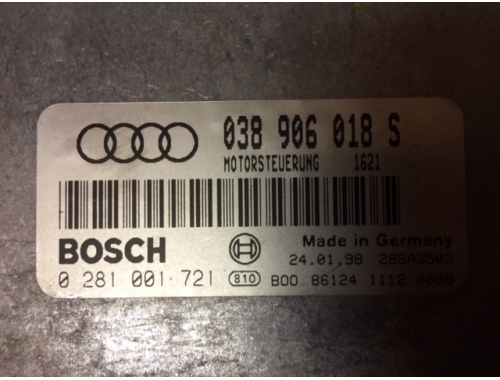 038 906 018 S
MOTORSTEUERUNG 1621
BOSCH
Made in Germany
24.01.98 28SA3502
0 281 001 721 810 B00 86124 1112 0098